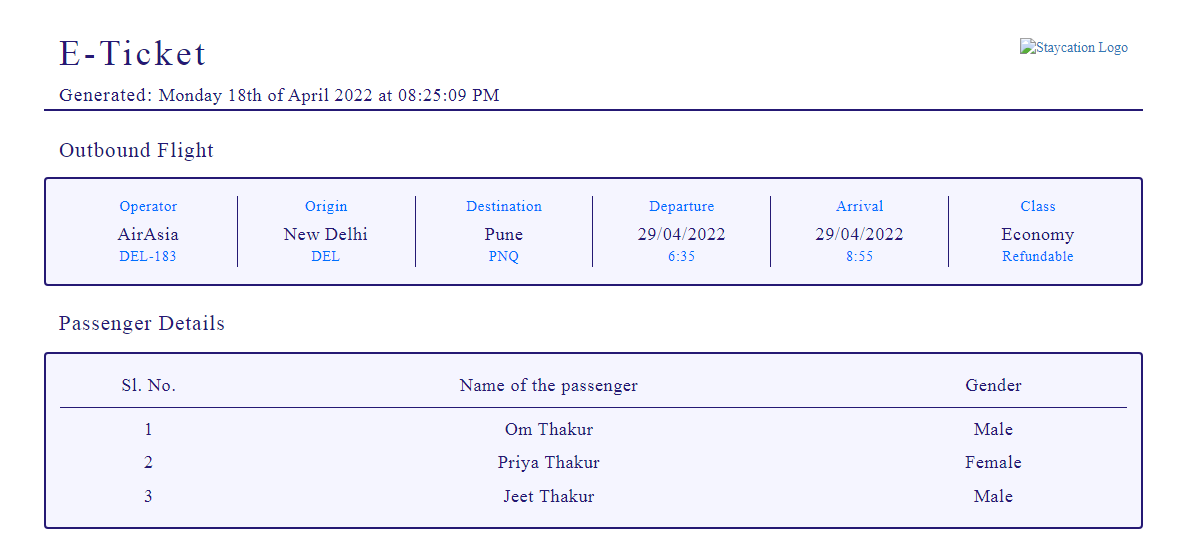 E-Ticket
Staycation Logo
Generated: Monday 18th of April 2022 at 08:25:09 PM
Outbound Flight
Operator Origin Destination Departure Arrival Class
AirAsia New Delhi Pune 29/04/2022 29/04/2022 Economy
DEL-183 DEL PNQ 6:35 8:55 Refundable
Passenger Details
Sl. No. Name of the passenger Gender
1 Om Thakur Male
2 Priya Thakur Female
3 Jeet Thakur Male